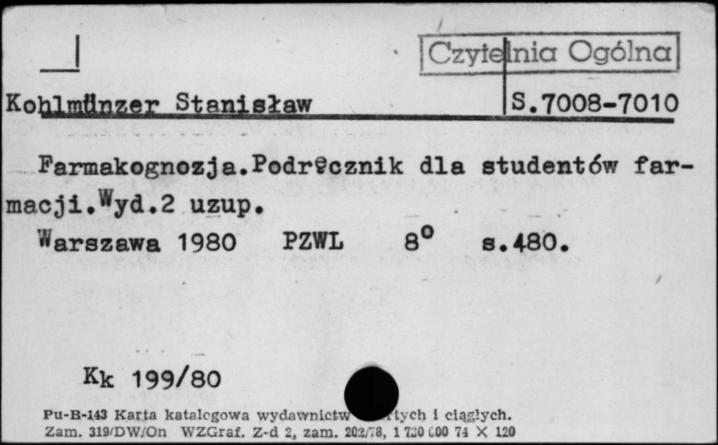 Czytelnia Ogólna
Kohlmünzer Stanisław S.7008-7010
Farmakognozja.Podręcznik dla studentów far-
macji.Wyd.2 uzup.
Warszawa 1980 PZWL 8° s.480.
Kk 199/80
Pu-B-143 Karta katalogowa wydawnictw i ciągłych.
Zam. 319/DW/On WZGraf. Z-d 2, zam. 202/78, 1 720 000 74 X 120